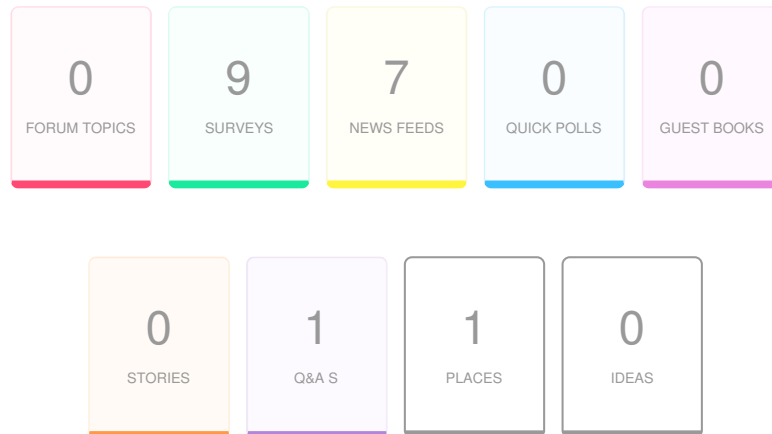 0 9 7 0 0
FORUM TOPICS SURVEYS NEWS FEEDS QUICK POLLS GUEST BOOKS
0 1 1 0
STORIES Q&A S PLACES IDEAS